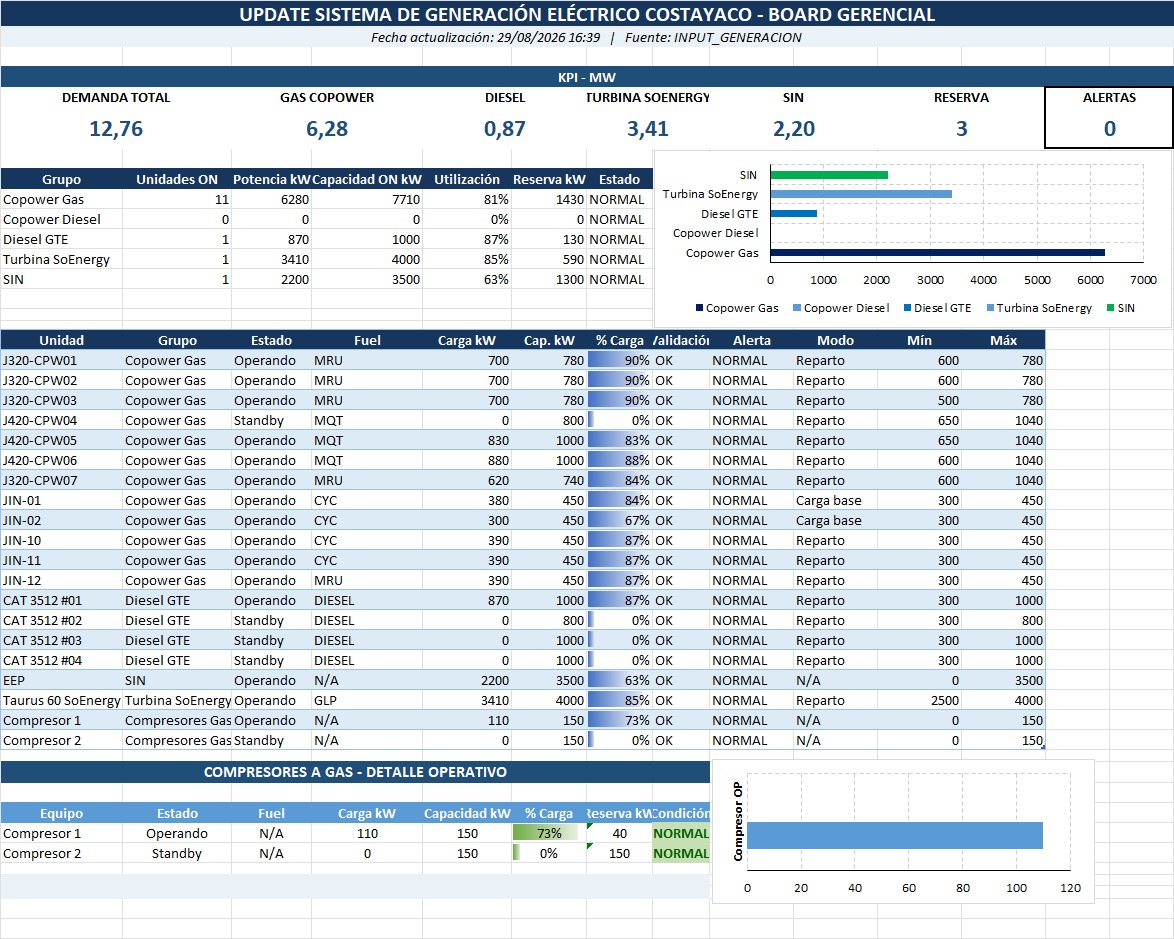 UPDATE SISTEMA DE GENERACIÓN ELÉCTRICO COSTAYACO - BOARD GERENCIAL
Fecha actualización: 29/08/2026 16:39 | Fuente: INPUT_GENERACION
KPI - MW
DEMANDA TOTAL GAS COPOWER DIESEL TURBINA SOENERGY SIN RESERVA ALERTAS
12,76 6,28 0,87 3,41 2,20 3 0
Grupo Unidades ON Potencia kW Capacidad ON kW Utilización Reserva kW Estado
Copower Gas 11 6280 7710 81% 1430 NORMAL
Copower Diesel 0 0 0 0% 0 NORMAL
Diesel GTE 1 870 1000 87% 130 NORMAL
Turbina SoEnergy 1 3410 4000 85% 590 NORMAL
SIN 1 2200 3500 63% 1300 NORMAL
SIN
Turbina SoEnergy
Diesel GTE
Copower Diesel
Copower Gas
0 1000 2000 3000 4000 5000 6000 7000
Copower Gas Copower Diesel Diesel GTE Turbina SoEnergy SIN
Unidad Grupo Estado Fuel Carga kW Cap. kW % Carga Validación Alerta Modo Mín Máx
J320-CPW01 Copower Gas Operando MRU 700 780 90% OK NORMAL Reparto 600 780
J320-CPW02 Copower Gas Operando MRU 700 780 90% OK NORMAL Reparto 600 780
J320-CPW03 Copower Gas Operando MRU 700 780 90% OK NORMAL Reparto 500 780
J420-CPW04 Copower Gas Standby MQT 0 800 0% OK NORMAL Reparto 650 1040
J420-CPW05 Copower Gas Operando MQT 830 1000 83% OK NORMAL Reparto 650 1040
J420-CPW06 Copower Gas Operando MQT 880 1000 88% OK NORMAL Reparto 600 1040
J320-CPW07 Copower Gas Operando MRU 620 740 84% OK NORMAL Reparto 600 1040
JIN-01 Copower Gas Operando CYC 380 450 84% OK NORMAL Carga base 300 450
JIN-02 Copower Gas Operando CYC 300 450 67% OK NORMAL Carga base 300 450
JIN-10 Copower Gas Operando CYC 390 450 87% OK NORMAL Reparto 300 450
JIN-11 Copower Gas Operando CYC 390 450 87% OK NORMAL Reparto 300 450
JIN-12 Copower Gas Operando MRU 390 450 87% OK NORMAL Reparto 300 450
CAT 3512 #01 Diesel GTE Operando DIESEL 870 1000 87% OK NORMAL Reparto 300 1000
CAT 3512 #02 Diesel GTE Standby DIESEL 0 800 0% OK NORMAL Reparto 300 800
CAT 3512 #03 Diesel GTE Standby DIESEL 0 1000 0% OK NORMAL Reparto 300 1000
CAT 3512 #04 Diesel GTE Standby DIESEL 0 1000 0% OK NORMAL Reparto 300 1000
EEP SIN Operando N/A 2200 3500 63% OK NORMAL N/A 0 3500
Taurus 60 SoEnergy Turbina SoEnergy Operando GLP 3410 4000 85% OK NORMAL Reparto 2500 4000
Compresor 1 Compresores Gas Operando N/A 110 150 73% OK NORMAL N/A 0 150
Compresor 2 Compresores Gas Standby N/A 0 150 0% OK NORMAL N/A 0 150
COMPRESORES A GAS - DETALLE OPERATIVO
Equipo Estado Fuel Carga kW Capacidad kW % Carga Reserva kW Condición
Compresor 1 Operando N/A 110 150 73% 40 NORMAL
Compresor 2 Standby N/A 0 150 0% 150 NORMAL
Compresor OP
0 20 40 60 80 100 120